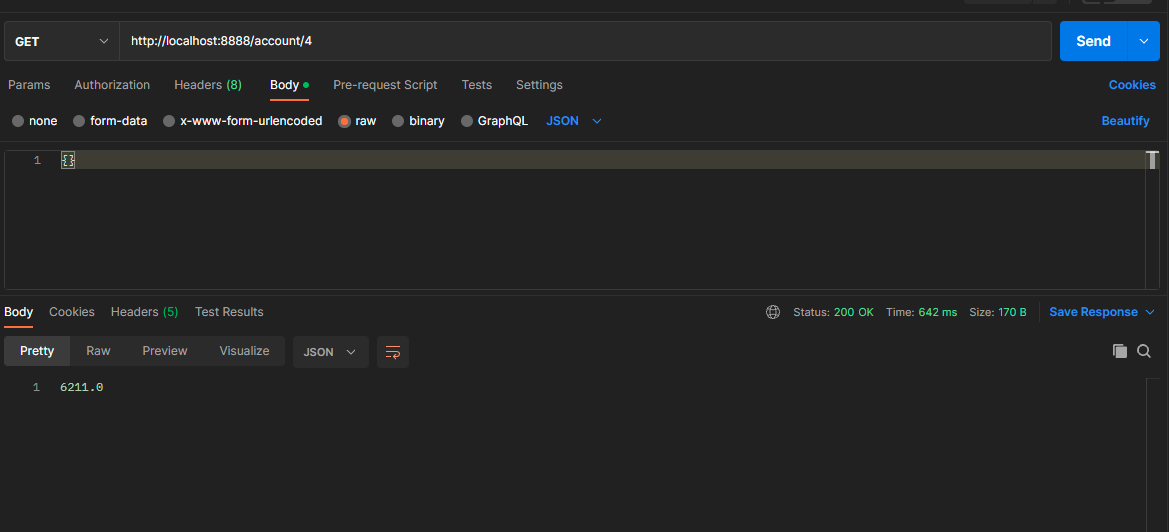 GET http://localhost:8888/account/4 Send
Params Authorization Headers (8) Body Pre-request Script Tests Settings Cookies
none form-data x-www-form-urlencoded raw binary GraphQL JSON Beautify
1 {}
Body Cookies Headers (5) Test Results Status: 200 OK Time: 642 ms Size: 170 B Save Response
Pretty Raw Preview Visualize JSON
1 6211.0